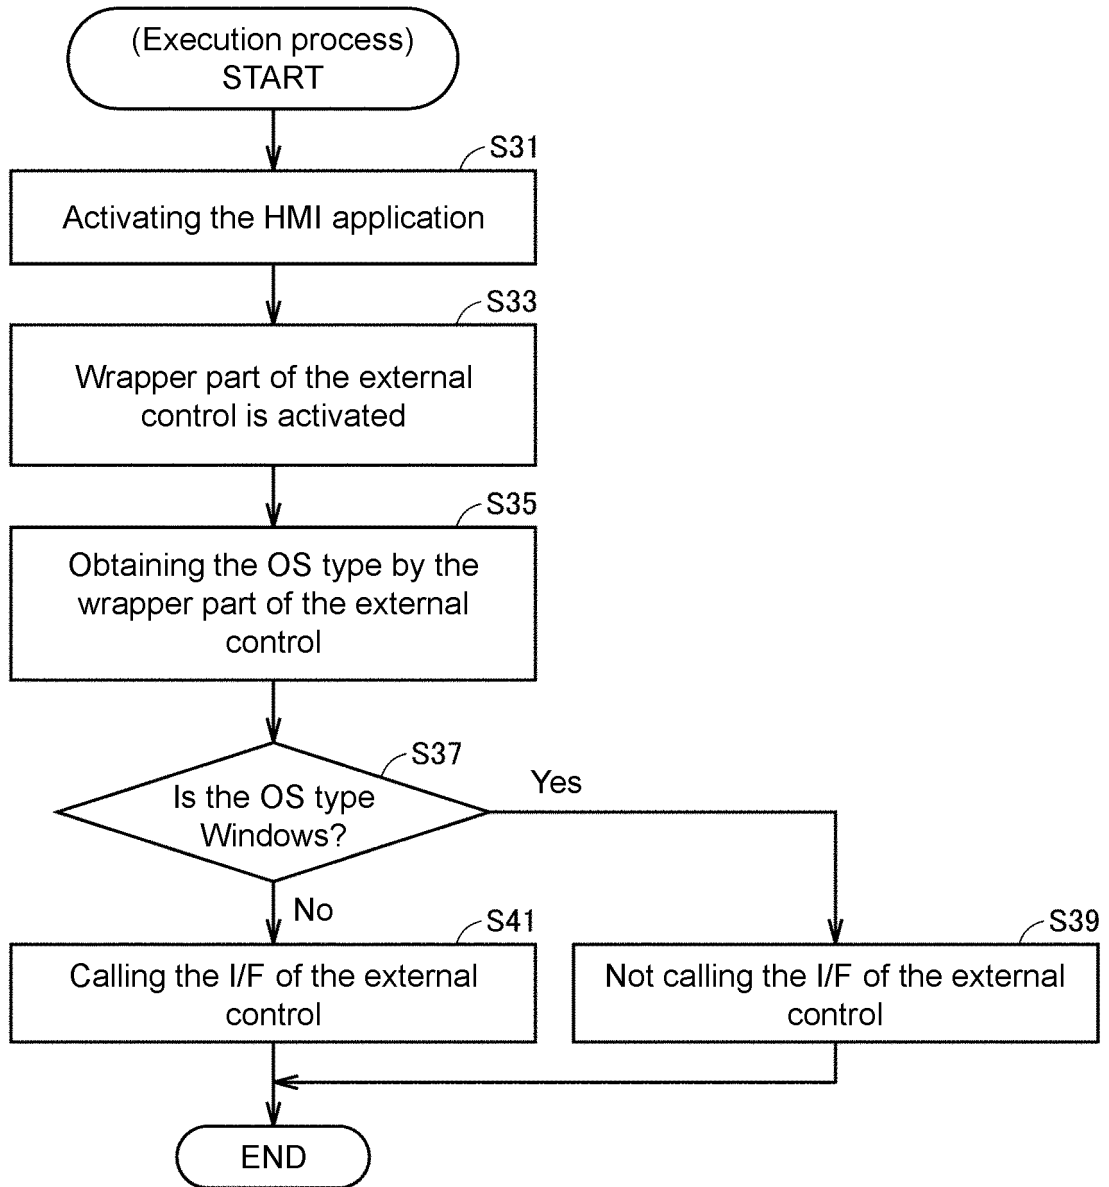 (Execution process)
START
S31
Activating the HMI application
S33
Wrapper part of the external
control is activated
S35
Obtaining the OS type by the
wrapper part of the external
control
S37
Is the OS type
Windows?
Yes
No
S41
Calling the I/F of the external
control
S39
Not calling the I/F of the external
control
END